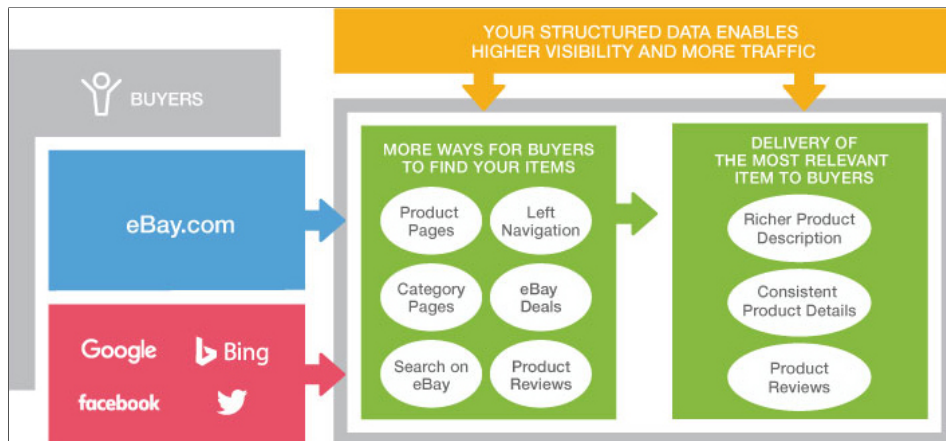 YOUR STRUCTURED DATA ENABLES
HIGHER VISIBILITY AND MORE TRAFFIC
BUYERS
eBay.com
Google
Bing
facebook
MORE WAYS FOR BUYERS
TO FIND YOUR ITEMS
Product
Pages
Left
Navigation
Category
Pages
eBay
Deals
Search on
eBay
Product
Reviews
DELIVERY OF
THE MOST RELEVANT
ITEM TO BUYERS
Richer Product
Description
Consistent
Product Details
Product
Reviews